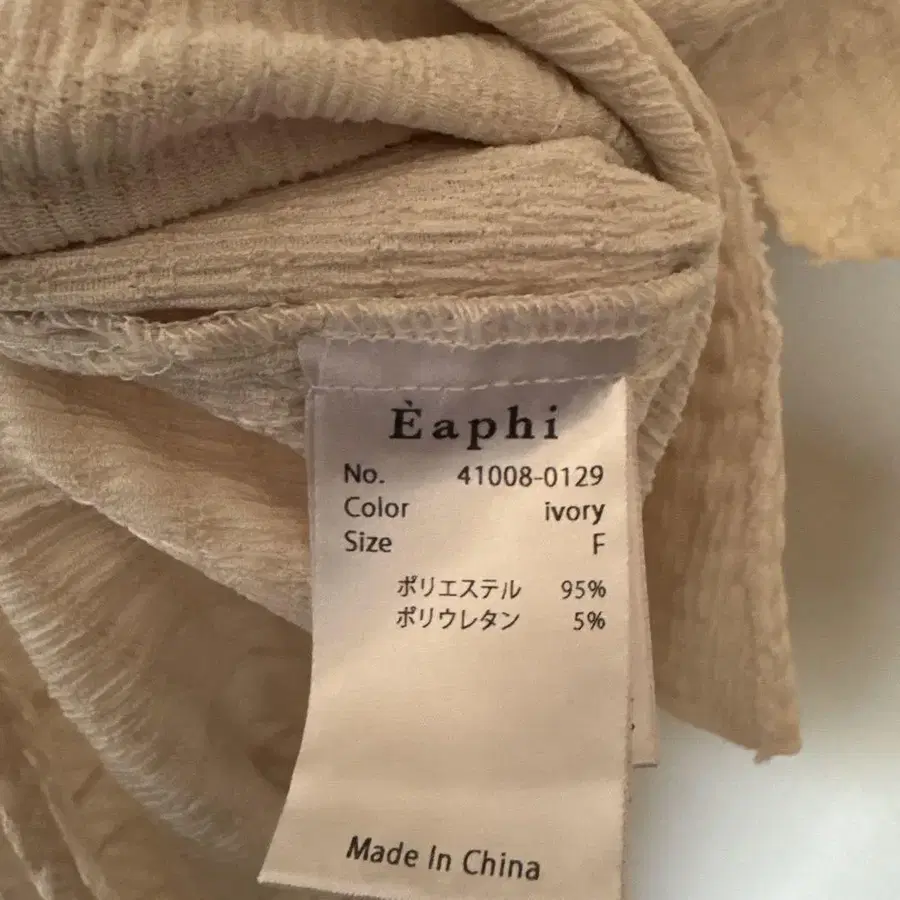 Èaphi
No. 41008-0129
Color ivory
Size F
ポリエステル 95%
ポリウレタン 5%
Made In China